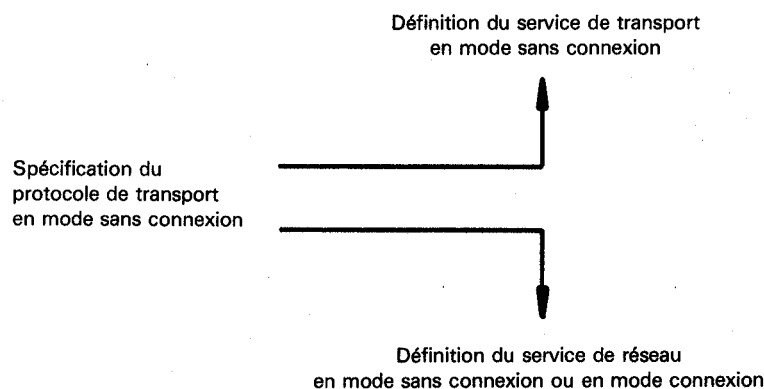 Définition du service de transport
en mode sans connexion
Spécification du
protocole de transport
en mode sans connexion
Définition du service de réseau
en mode sans connexion ou en mode connexion